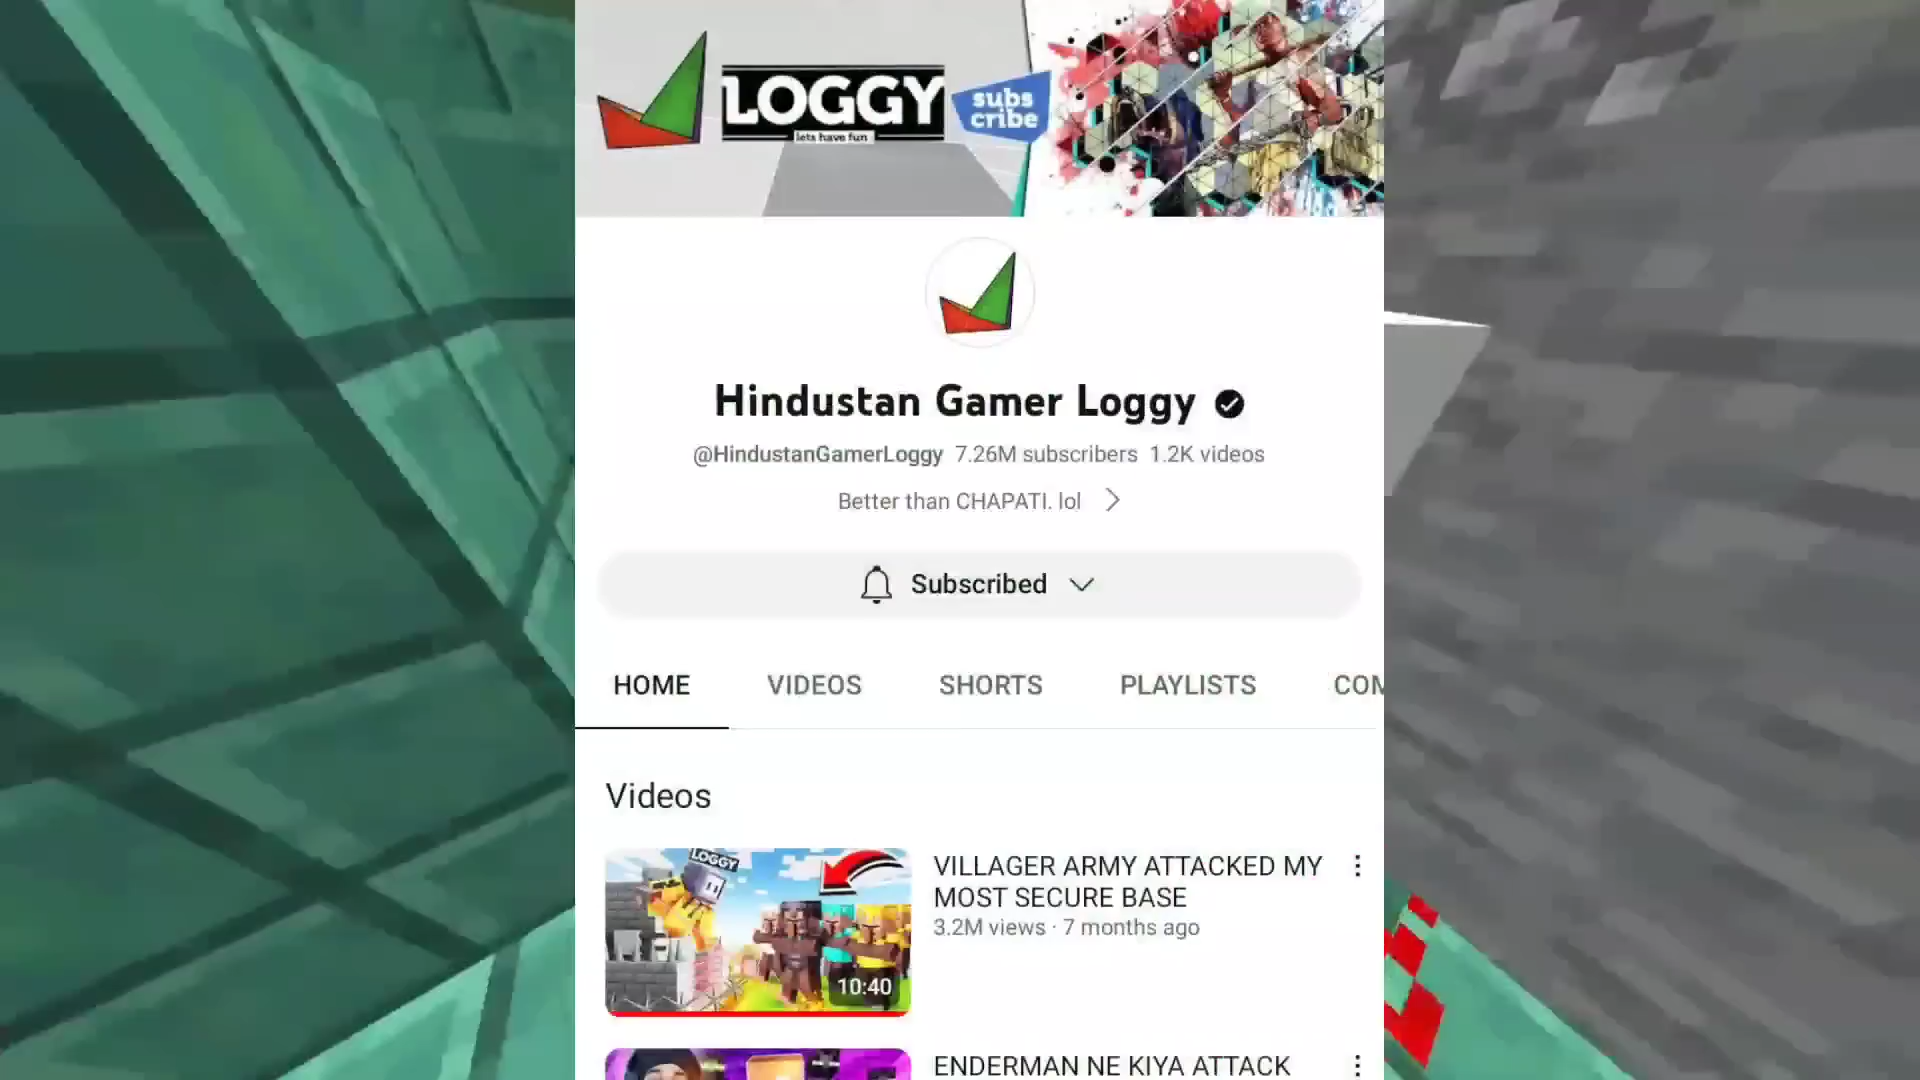 LOGGY
lets have fun
subs
cribe
Hindustan Gamer Loggy
@HindustanGamerLoggy 7.26M subscribers 1.2K videos
Better than CHAPATI. lol
Subscribed
HOME VIDEOS SHORTS PLAYLISTS COM
Videos
LOGGY
VILLAGER ARMY ATTACKED MY
MOST SECURE BASE
3.2M views · 7 months ago
10:40
ENDERMAN NE KIYA ATTACK